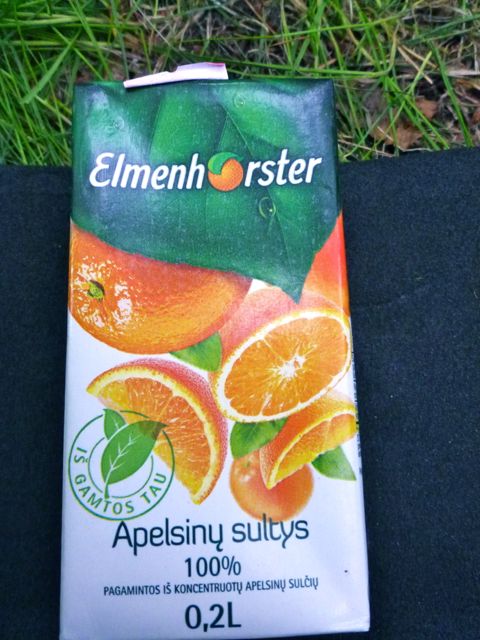 Elmenhorster
IŠ GAMTOS TAU
Apelsinų sultys
100%
PAGAMINTOS IŠ KONCENTRUOTŲ APELSINŲ SULČIŲ
0,2L